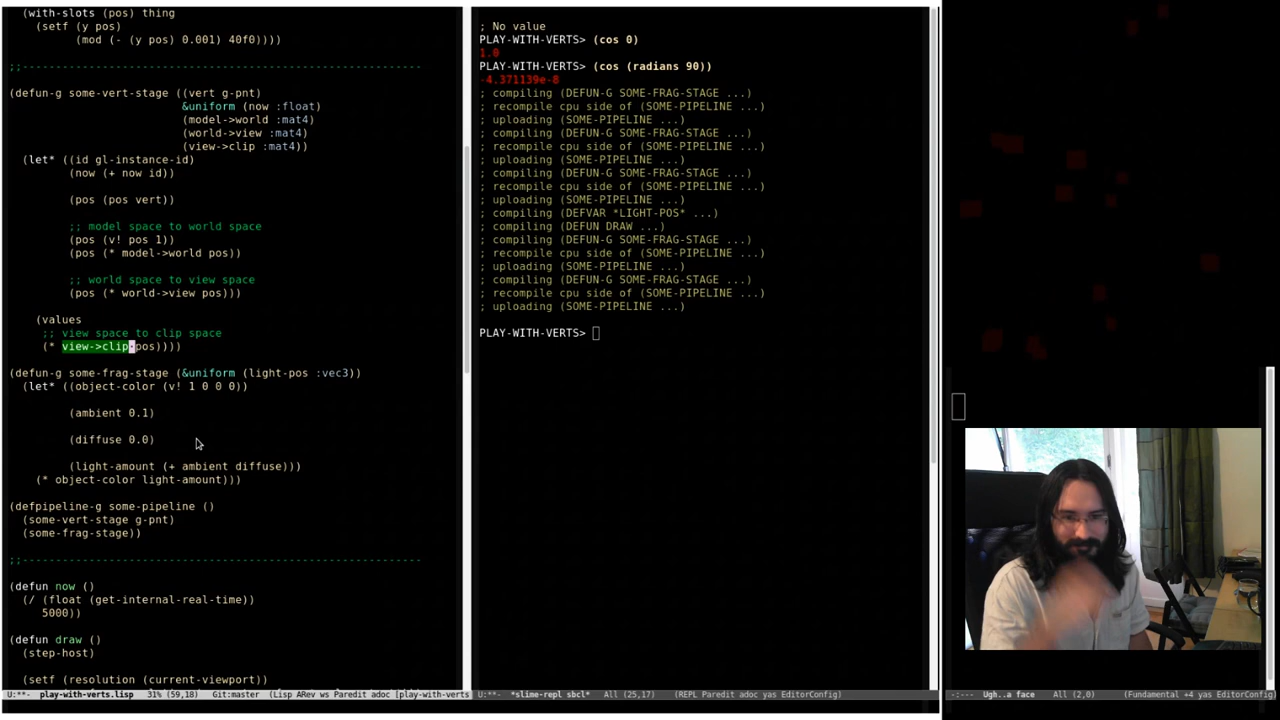 (with-slots (pos) thing
(setf (y pos)
(mod (- (y pos) 0.001) 40f0))))
;;------------------------------------------------------------
(defun-g some-vert-stage ((vert g-pnt)
&uniform (now :float)
(model->world :mat4)
(world->view :mat4)
(view->clip :mat4))
(let* ((id gl-instance-id)
(now (+ now id))
(pos (pos vert))
;; model space to world space
(pos (v! pos 1))
(pos (* model->world pos))
;; world space to view space
(pos (* world->view pos)))
(values
;; view space to clip space
(* view->clip pos))))
(defun-g some-frag-stage (&uniform (light-pos :vec3))
(let* ((object-color (v! 1 0 0 0))
(ambient 0.1)
(diffuse 0.0)
(light-amount (+ ambient diffuse)))
(* object-color light-amount)))
(defpipeline-g some-pipeline ()
(some-vert-stage g-pnt)
(some-frag-stage))
;;------------------------------------------------------------
(defun now ()
(/ (float (get-internal-real-time))
5000))
(defun draw ()
(step-host)
(setf (resolution (current-viewport))
U:**- play-with-verts.lisp 31% (59,18) Git:master (Lisp ARev ws Paredit adoc [play-with-verts
; No value
PLAY-WITH-VERTS> (cos 0)
1.0
PLAY-WITH-VERTS> (cos (radians 90))
-4.371139e-8
; compiling (DEFUN-G SOME-FRAG-STAGE ...)
; recompile cpu side of (SOME-PIPELINE ...)
; uploading (SOME-PIPELINE ...)
; compiling (DEFUN-G SOME-FRAG-STAGE ...)
; recompile cpu side of (SOME-PIPELINE ...)
; uploading (SOME-PIPELINE ...)
; compiling (DEFUN-G SOME-FRAG-STAGE ...)
; recompile cpu side of (SOME-PIPELINE ...)
; uploading (SOME-PIPELINE ...)
; compiling (DEFVAR *LIGHT-POS* ...)
; compiling (DEFUN DRAW ...)
; compiling (DEFUN-G SOME-FRAG-STAGE ...)
; recompile cpu side of (SOME-PIPELINE ...)
; uploading (SOME-PIPELINE ...)
; compiling (DEFUN-G SOME-FRAG-STAGE ...)
; recompile cpu side of (SOME-PIPELINE ...)
; uploading (SOME-PIPELINE ...)
PLAY-WITH-VERTS>
U:**- *slime-repl sbcl* All (25,17) (REPL Paredit adoc yas EditorConfig)
-:--- Ugh..a face All (2,0) (Fundamental +4 yas EditorConfig)